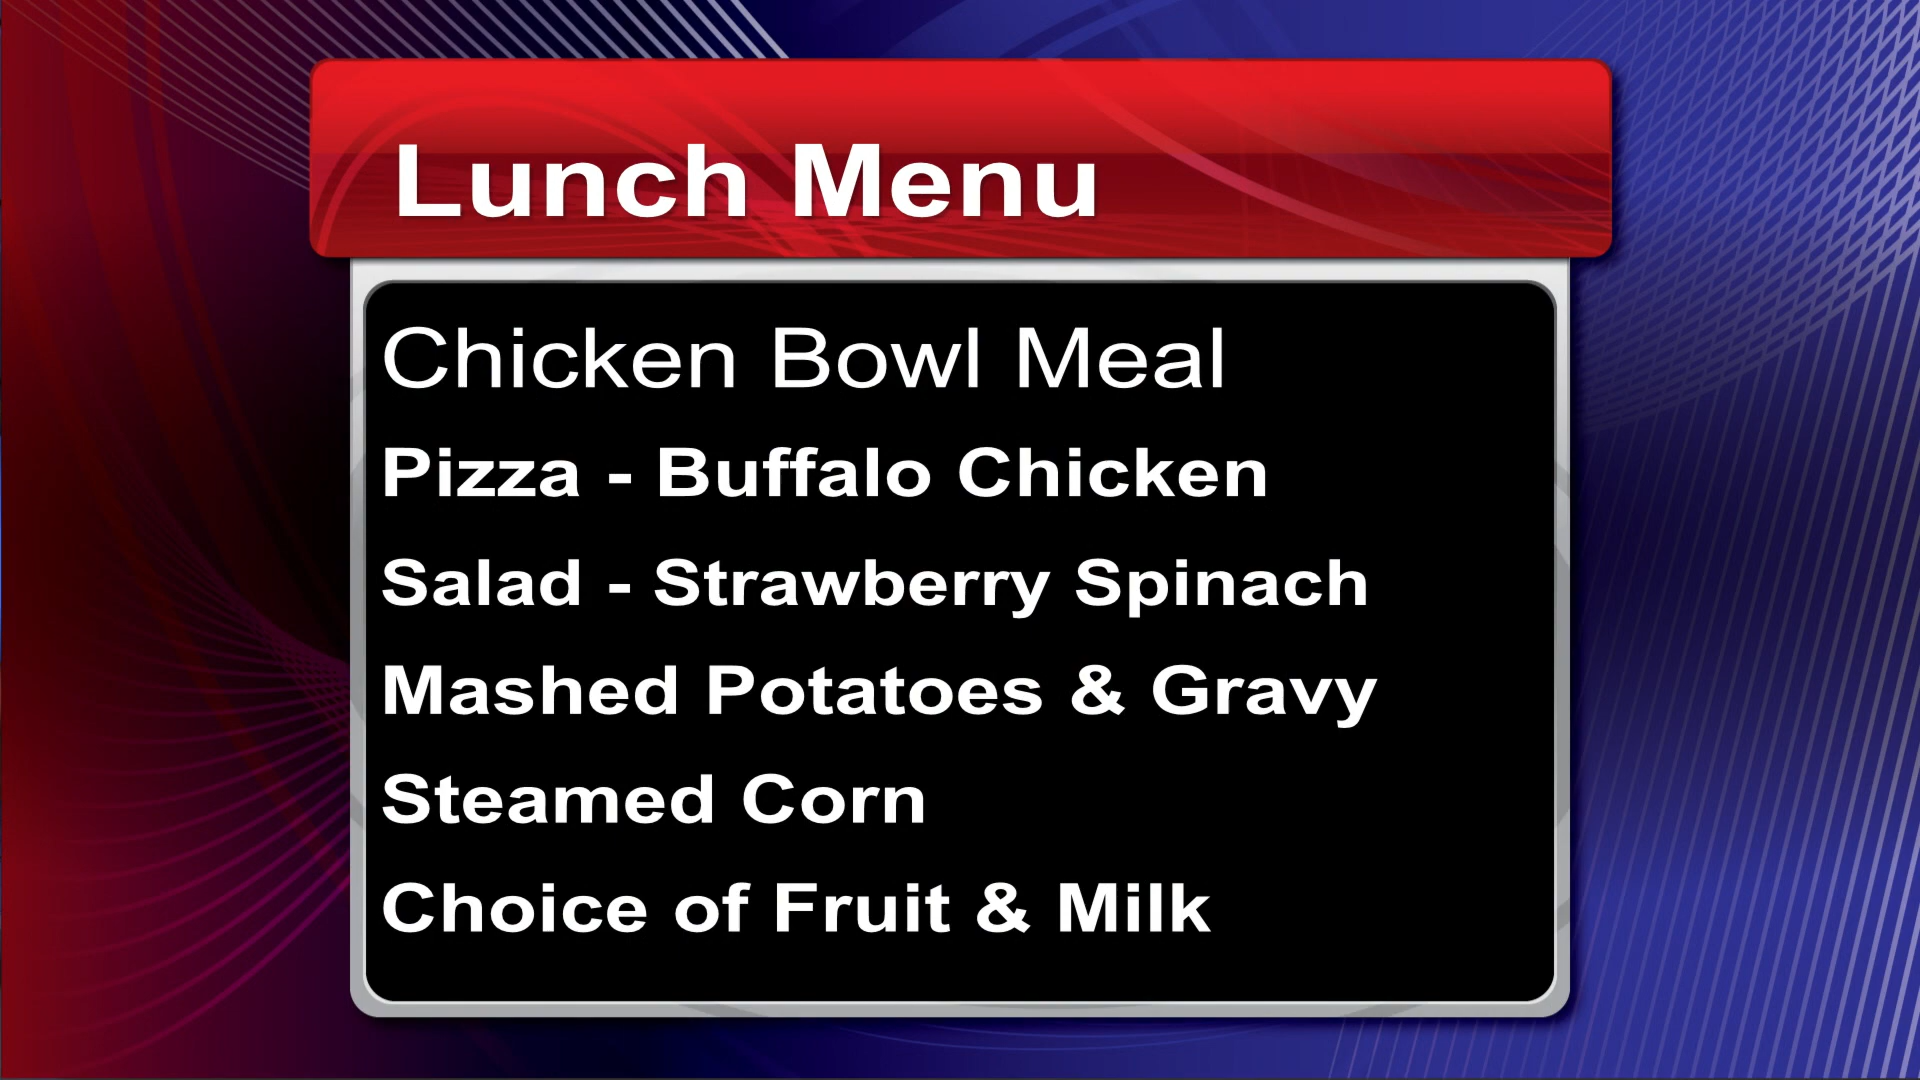 Lunch Menu
Chicken Bowl Meal
Pizza - Buffalo Chicken
Salad - Strawberry Spinach
Mashed Potatoes & Gravy
Steamed Corn
Choice of Fruit & Milk